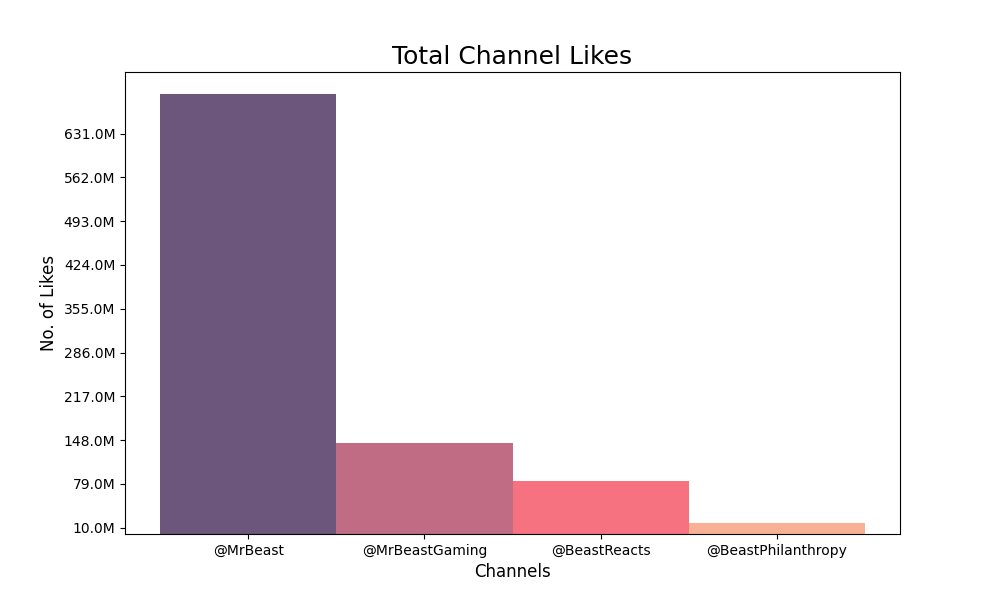 Total Channel Likes
No. of Likes
631.0M
562.0M
493.0M
424.0M
355.0M
286.0M
217.0M
148.0M
79.0M
10.0M
@MrBeast
@MrBeastGaming
@BeastReacts
@BeastPhilanthropy
Channels